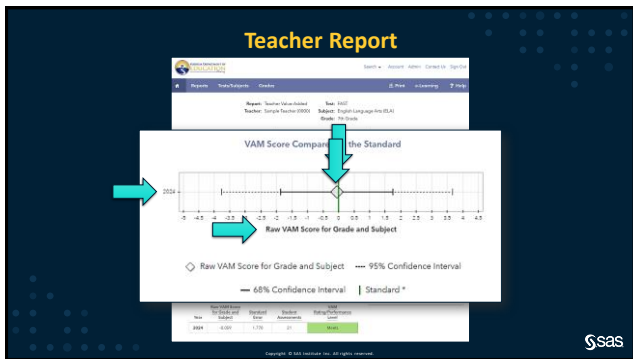 Teacher Report
EDUCATION
Search Account Admin Contact Us Sign Out
Reports Tests/Subjects Grades Print e-Learning ? Help
Report: Teacher Value-Added Test: FAST
Teacher: Sample Teacher Subject: English Language Arts (ELA)
Grade: 7th Grade
VAM Score Compare the Standard
2024
-5 -4.5 -4 -3.5 -2.5 -2 -1.5 -1 -0.5 0 0.5 1 1.5 2 2.5 3 3.5 4 4.5
Raw VAM Score for Grade and Subject
Raw VAM Score for Grade and Subject 95% Confidence Interval
68% Confidence Interval Standard *
Raw VAM Score VAM
for Grade and Standard Student Rating/Performance
Year Subject Error Assessments Level
2024 21 Meets
Copyright © SAS Institute Inc. All rights reserved.
sas